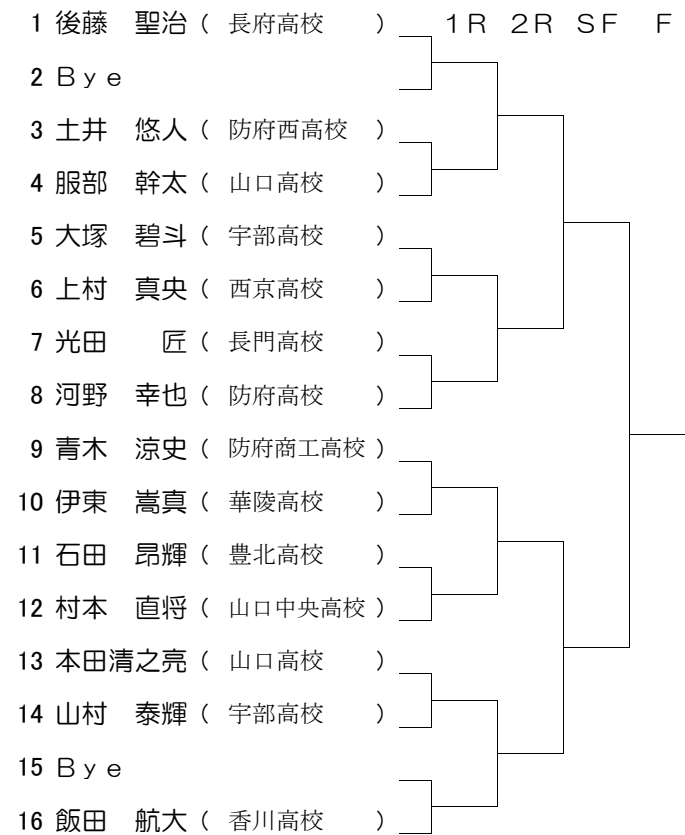 1 後藤　聖治（ 長府高校　　） 1R 2R SF F
2 Bye
3 土井　悠人（ 防府西高校　）
4 服部　幹太（ 山口高校　　）
5 大塚　碧斗（ 宇部高校　　）
6 上村　真央（ 西京高校　　）
7 光田　　匠（ 長門高校　　）
8 河野　幸也（ 防府高校　　）
9 青木　涼史（ 防府商工高校 ）
10 伊東　嵩真（ 華陵高校　　）
11 石田　昂輝（ 豊北高校　　）
12 村本　直将（ 山口中央高校 ）
13 本田清之亮（ 山口高校　　）
14 山村　泰輝（ 宇部高校　　）
15 Bye
16 飯田　航大（ 香川高校　　）